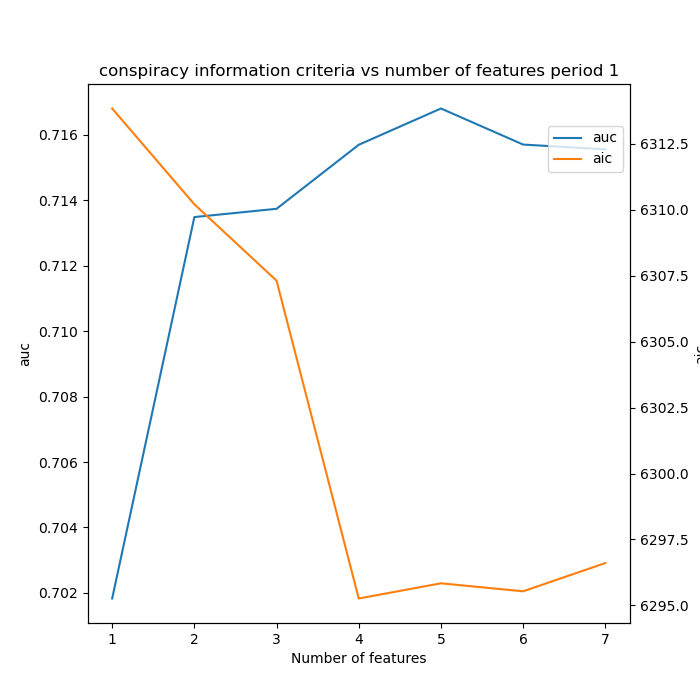 conspiracy information criteria vs number of features period 1
auc
aic
0.716
0.714
0.712
0.710
0.708
0.706
0.704
0.702
auc
6312.5
6310.0
6307.5
6305.0
6302.5
6300.0
6297.5
6295.0
aic
1 2 3 4 5 6 7
Number of features